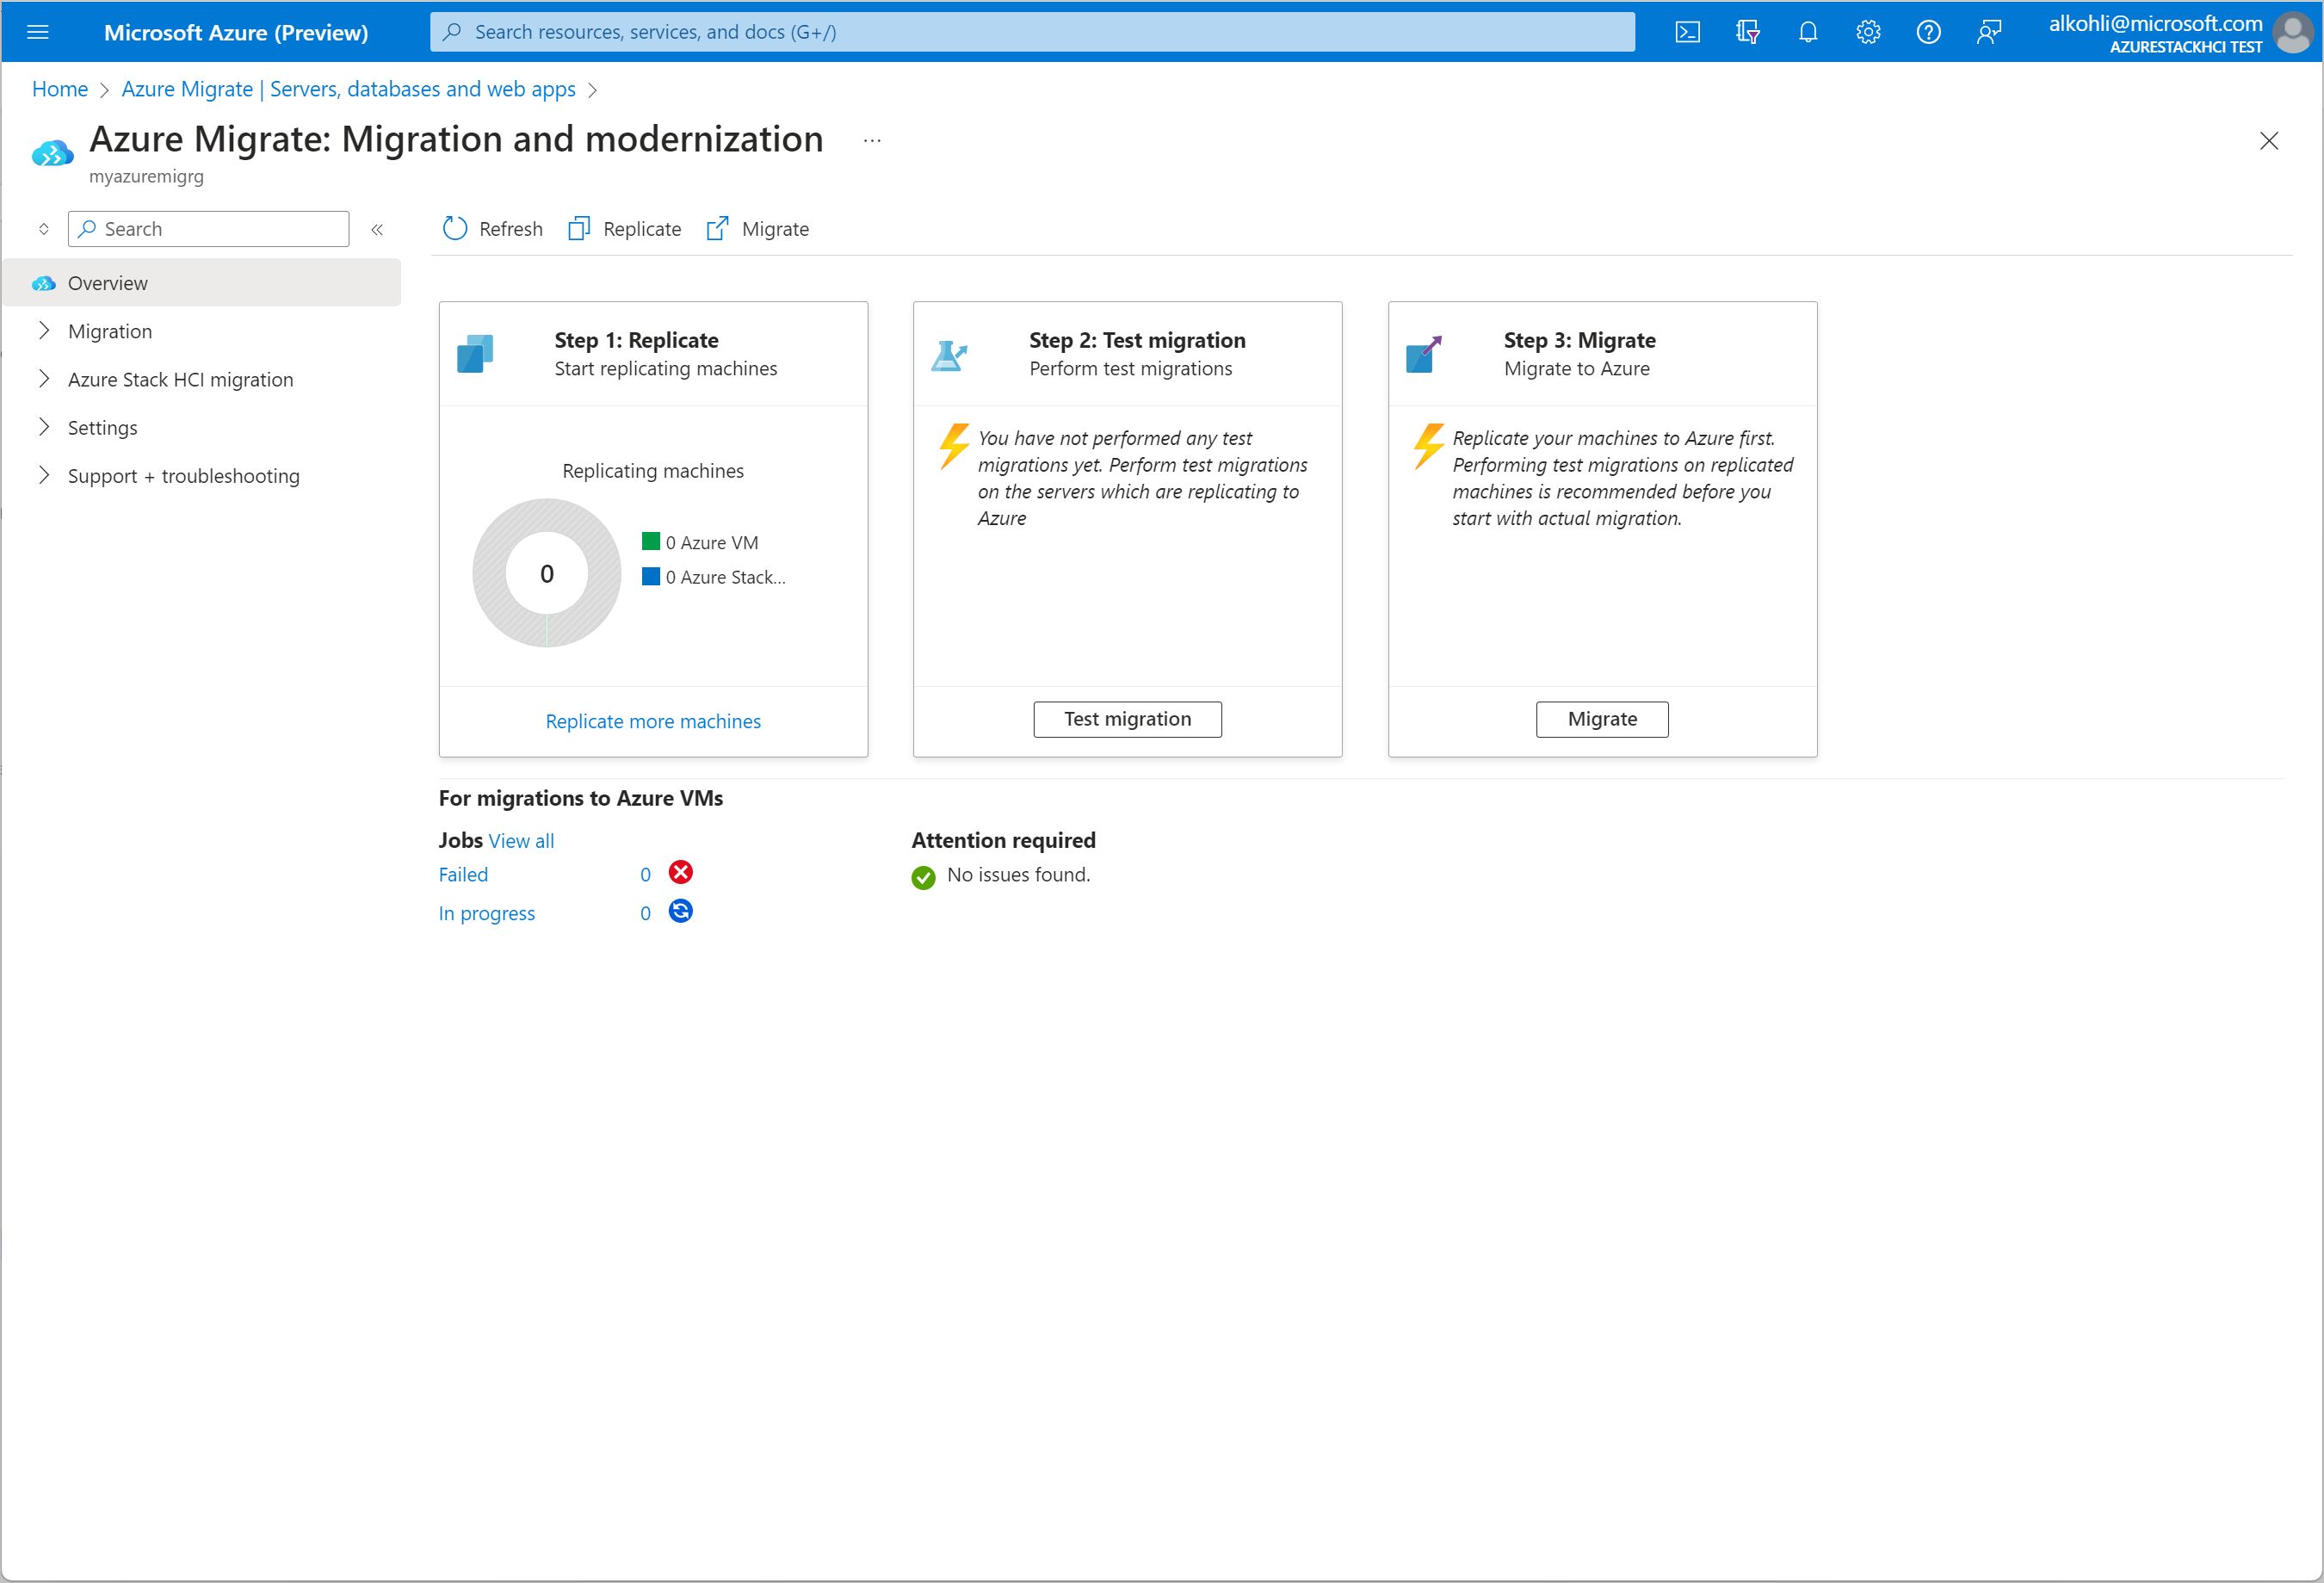 Microsoft Azure (Preview)
Search resources, services, and docs (G+/)
alkohli@microsoft.com
AZURESTACKHCI TEST
Home > Azure Migrate | Servers, databases and web apps >
Azure Migrate: Migration and modernization ...
myazuremigrg
Search
«
Refresh
Replicate
Migrate
Overview
Migration
Azure Stack HCI migration
Settings
Support + troubleshooting
Step 1: Replicate
Start replicating machines
Replicating machines
0
0 Azure VM
0 Azure Stack...
Replicate more machines
Step 2: Test migration
Perform test migrations
You have not performed any test
migrations yet. Perform test migrations
on the servers which are replicating to
Azure
Test migration
Step 3: Migrate
Migrate to Azure
Replicate your machines to Azure first.
Performing test migrations on replicated
machines is recommended before you
start with actual migration.
Migrate
For migrations to Azure VMs
Jobs View all
Failed 0
In progress 0
Attention required
No issues found.